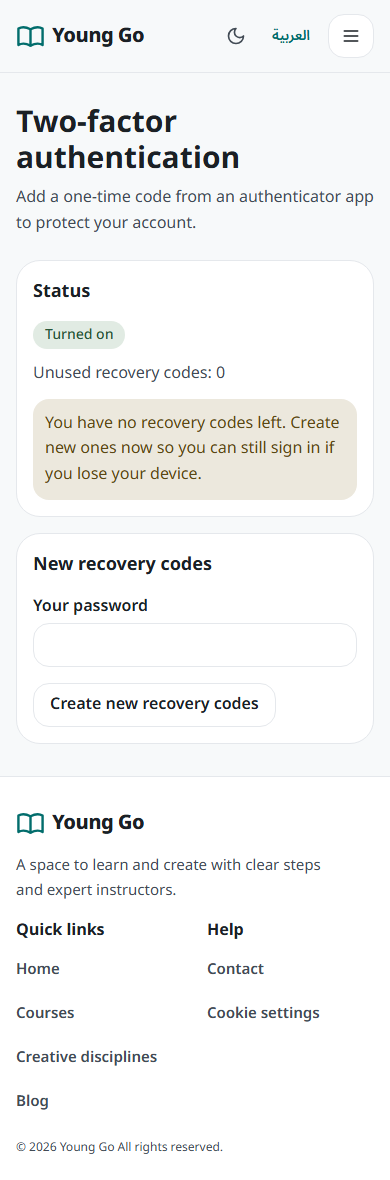 Young Go
العربية
Two-factor
authentication
Add a one-time code from an authenticator app
to protect your account.
Status
Turned on
Unused recovery codes: 0
You have no recovery codes left. Create
new ones now so you can still sign in if
you lose your device.
New recovery codes
Your password
Create new recovery codes
Young Go
A space to learn and create with clear steps
and expert instructors.
Quick links
Help
Home
Contact
Courses
Cookie settings
Creative disciplines
Blog
© 2026 Young Go All rights reserved.